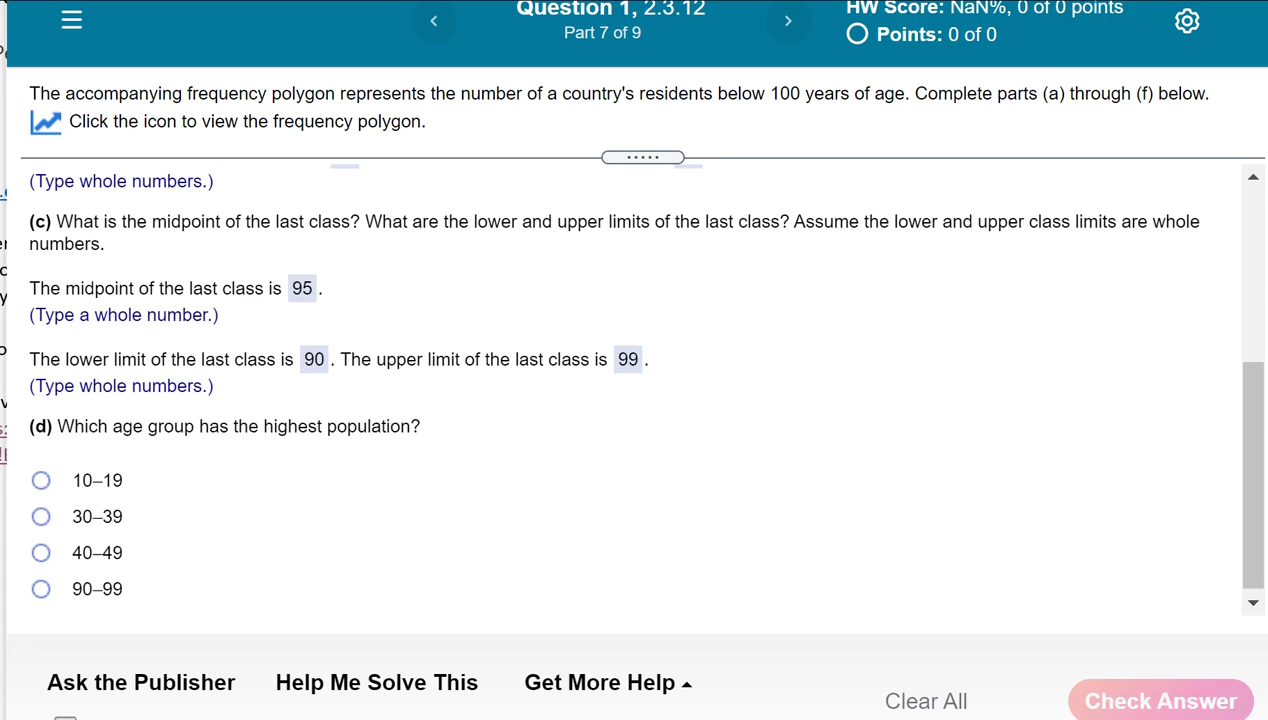 Question 1, 2.3.12
Part 7 of 9
HW Score: NaN%, 0 of 0 points
Points: 0 of 0
The accompanying frequency polygon represents the number of a country's residents below 100 years of age. Complete parts (a) through (f) below.
Click the icon to view the frequency polygon.
(Type whole numbers.)
(c) What is the midpoint of the last class? What are the lower and upper limits of the last class? Assume the lower and upper class limits are whole
numbers.
The midpoint of the last class is 95.
(Type a whole number.)
The lower limit of the last class is 90. The upper limit of the last class is 99.
(Type whole numbers.)
(d) Which age group has the highest population?
10–19
30–39
40–49
90–99
Ask the Publisher Help Me Solve This Get More Help
Clear All Check Answer